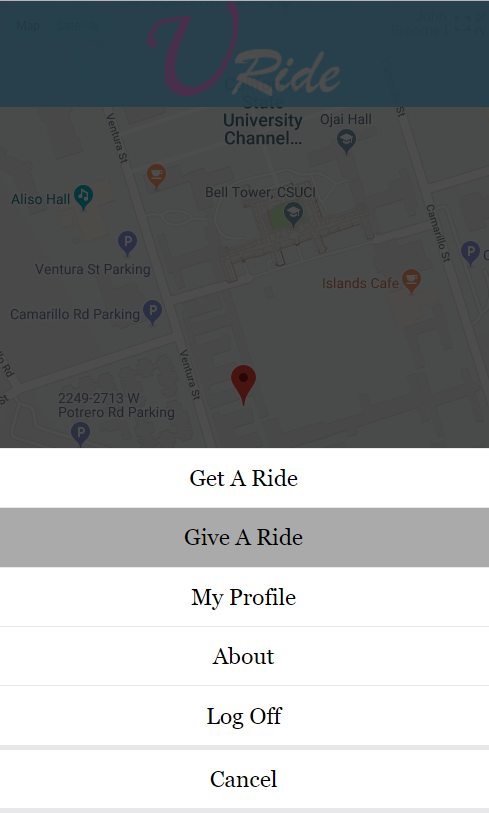 Map
URide
State
University
Channel...
Ojai Hall
Ventura St
Aliso Hall
Bell Tower, CSUCI
Camarillo St
Ventura St Parking
Islands Cafe
Camarillo Rd Parking
Ventura St
2249-2713 W
Potrero Rd Parking
Get A Ride
Give A Ride
My Profile
About
Log Off
Cancel